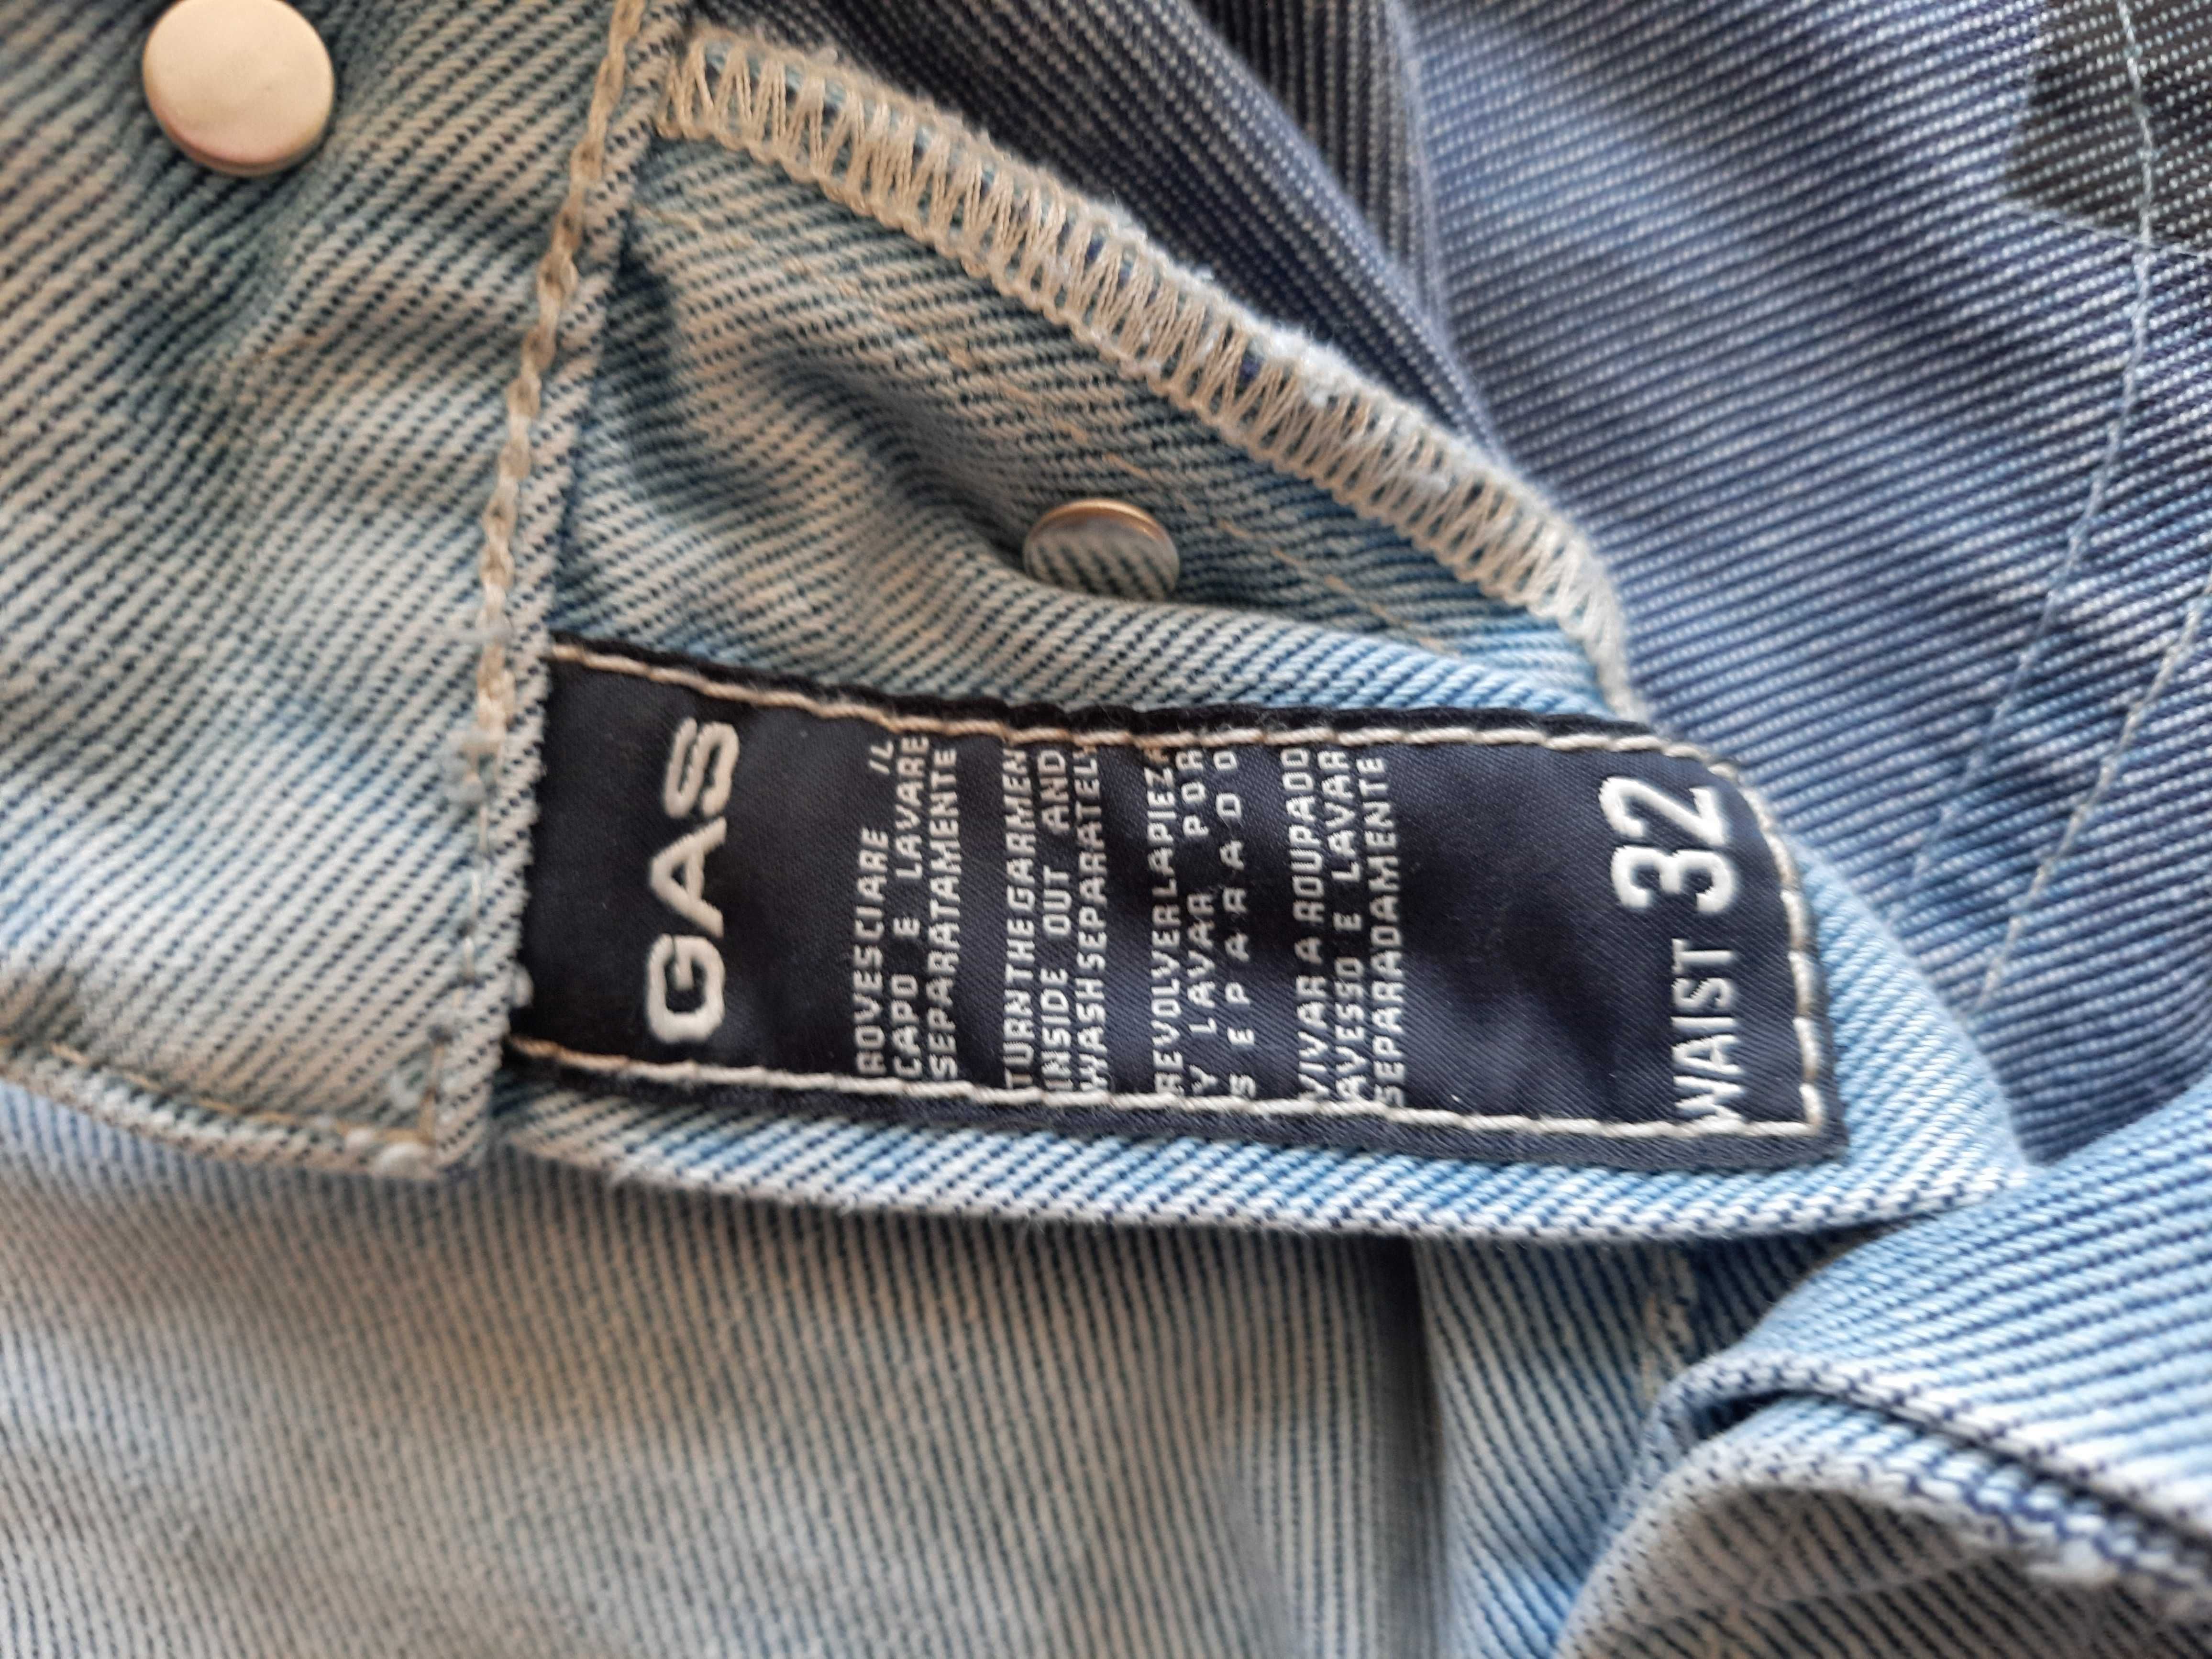 GAS
ROVESCIARE IL
CAPO E LAVARE
SEPARATAMENTE
TURN THE GARMEN
INSIDE OUT AND
WASH SEPARATELY
REVOLVER LA PIEZA
Y LAVAR POR
SEPARADO
VIVAR A ROUPA DO
AVESSO E LAVAR
SEPARADAMENTE
WAIST 32